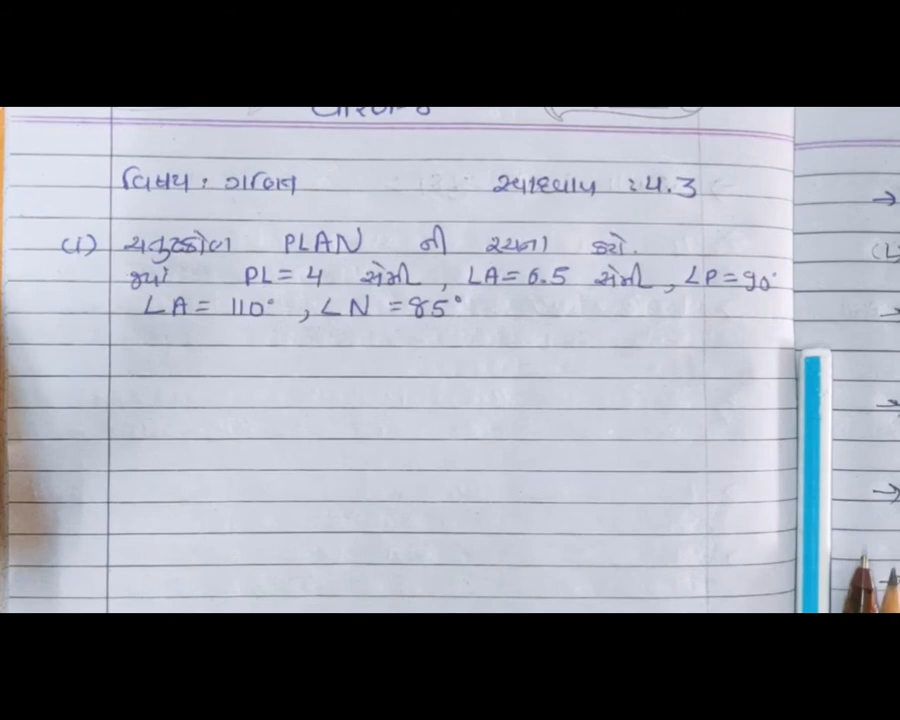 વિષય : ગણિત
સ્વાધ્યાય : 4.3
(1) ચતુષ્કોણ PLAN ની રચના કરો.
જ્યાં PL = 4 સેમી , LA = 6.5 સેમી , ∠P = 90°
∠A = 110° , ∠N = 85°